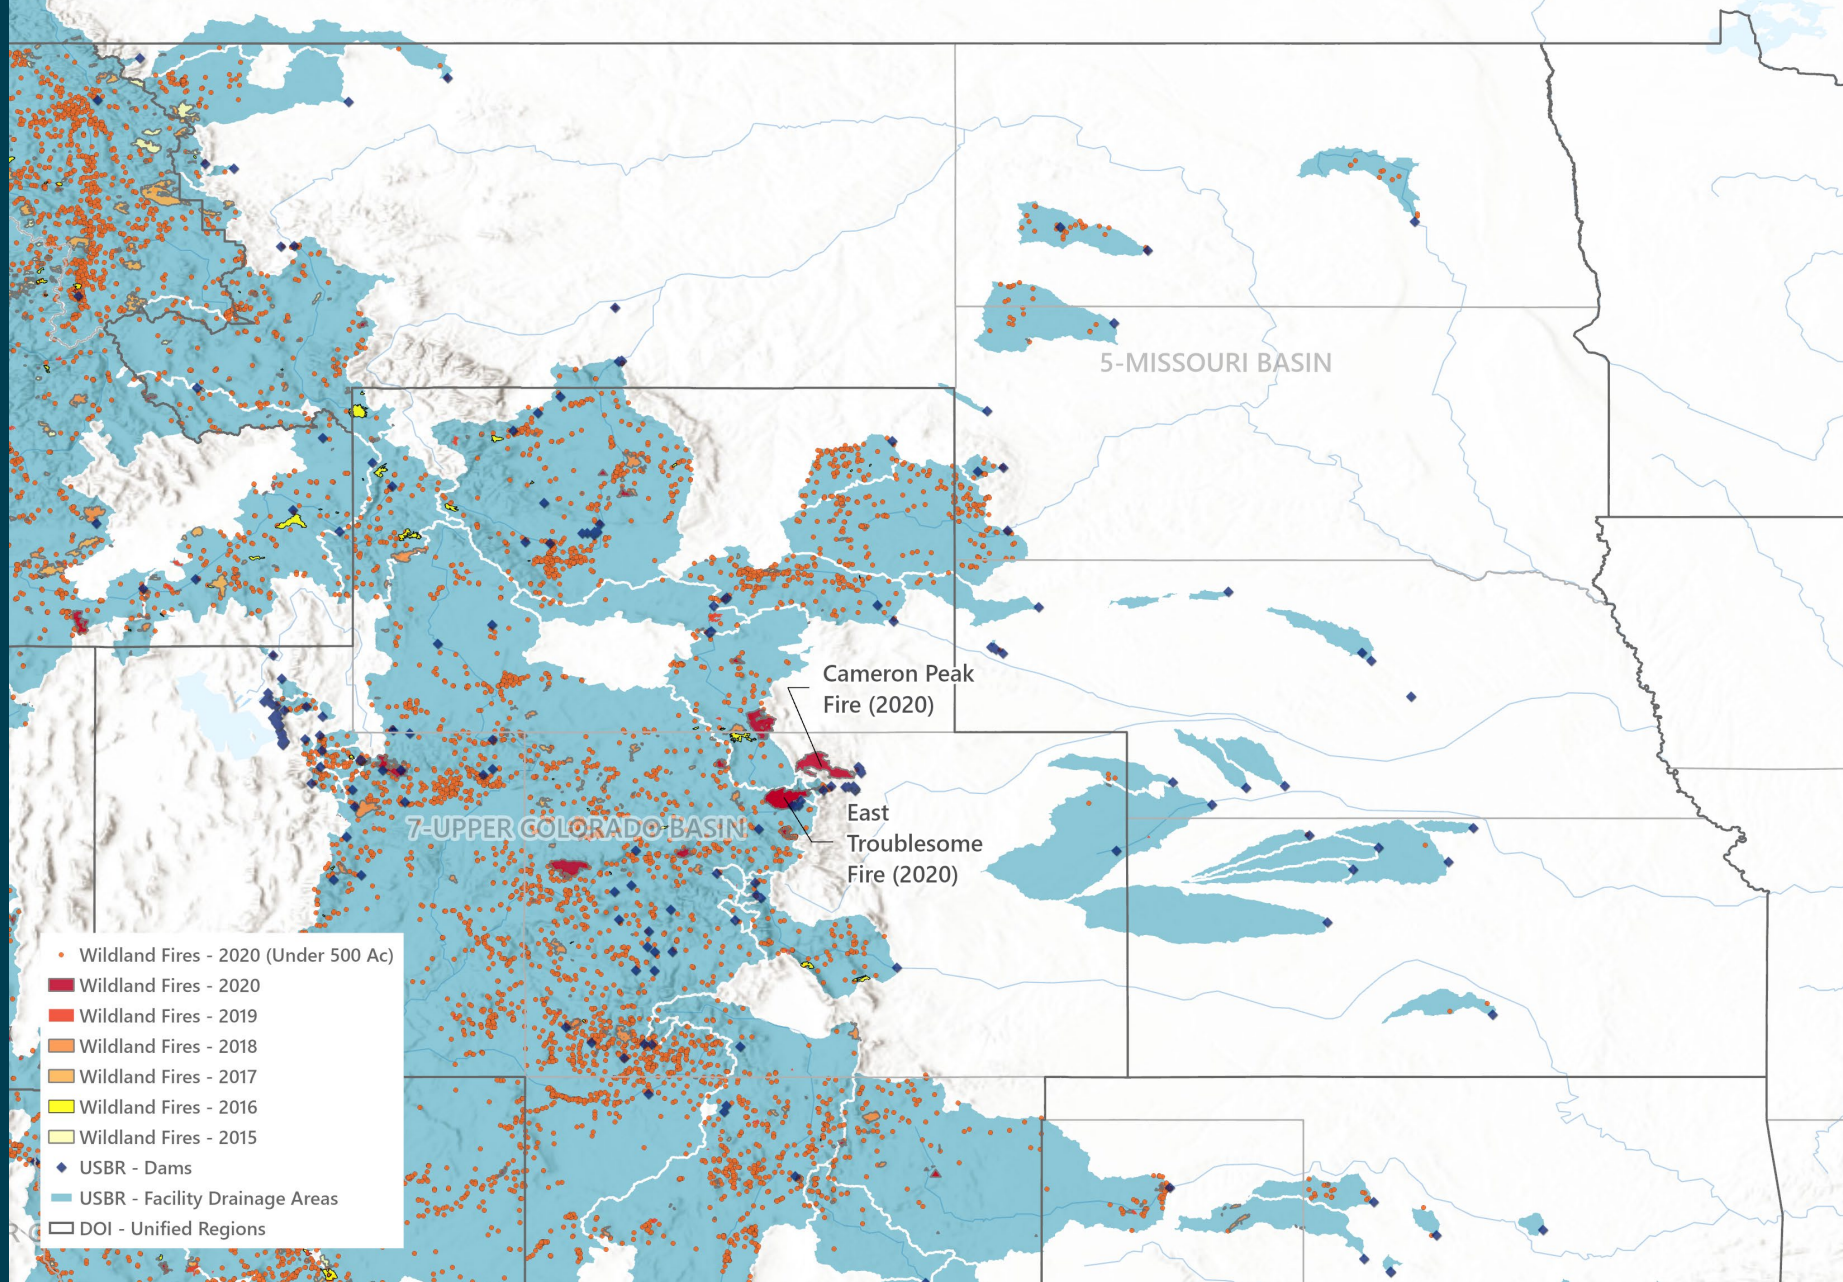 5-MISSOURI BASIN
Cameron Peak
Fire (2020)
7-UPPER COLORADO BASIN
East
Troublesome
Fire (2020)
Wildland Fires - 2020 (Under 500 Ac)
Wildland Fires - 2020
Wildland Fires - 2019
Wildland Fires - 2018
Wildland Fires - 2017
Wildland Fires - 2016
Wildland Fires - 2015
USBR - Dams
USBR - Facility Drainage Areas
DOI - Unified Regions